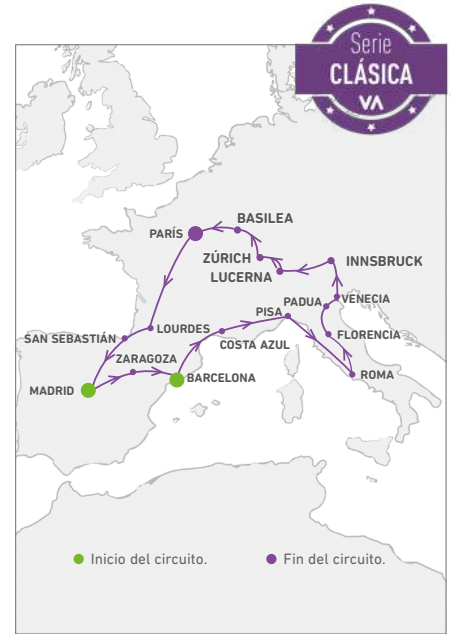 Serie
CLÁSICA
VA
BASILEA
PARÍS
ZÚRICH
INNSBRUCK
LUCERNA
PADUA
VENECIA
PISA
LOURDES
FLORENCIA
SAN SEBASTIÁN
COSTA AZUL
ZARAGOZA
ROMA
BARCELONA
MADRID
Inicio del circuito.
Fin del circuito.